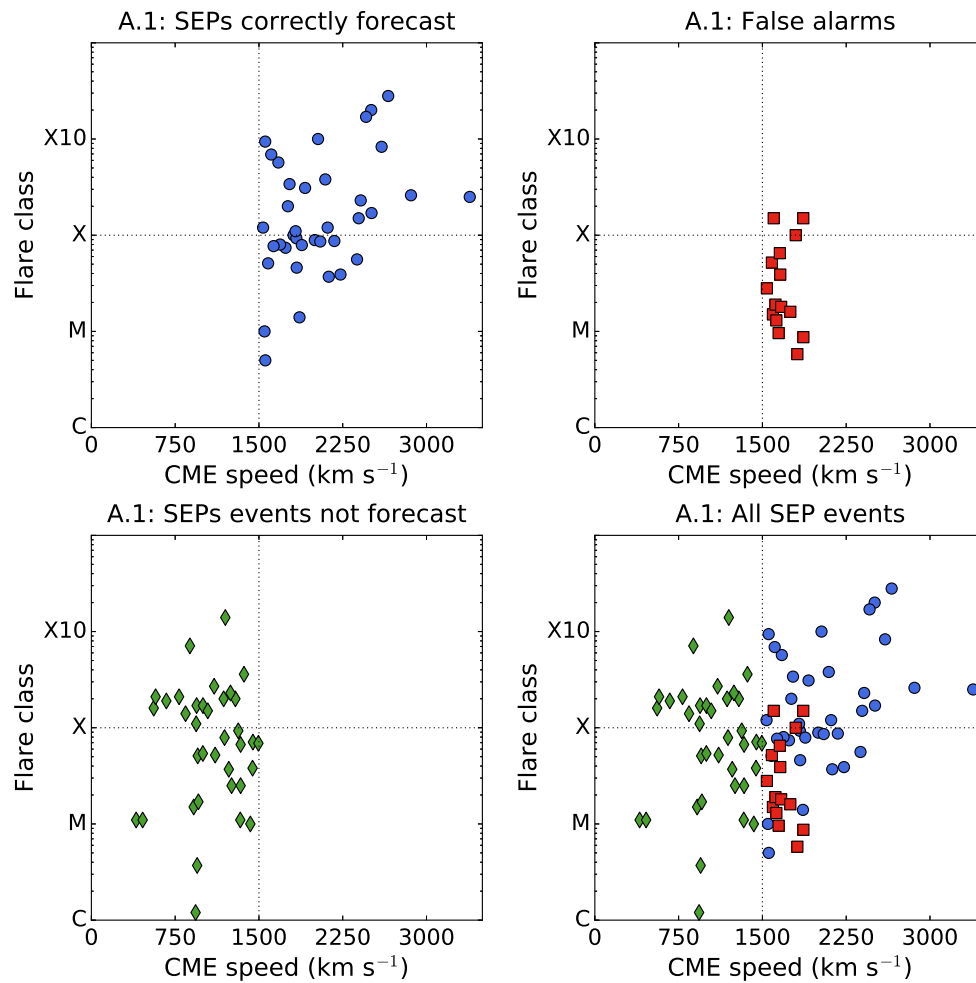 A.1: SEPs correctly forecast
A.1: False alarms
Flare class
X10
X
M
C
0 750 1500 2250 3000
CME speed (km s⁻¹)
Flare class
X10
X
M
C
0 750 1500 2250 3000
CME speed (km s⁻¹)
A.1: SEPs events not forecast
A.1: All SEP events
Flare class
X10
X
M
C
0 750 1500 2250 3000
CME speed (km s⁻¹)
Flare class
X10
X
M
C
0 750 1500 2250 3000
CME speed (km s⁻¹)